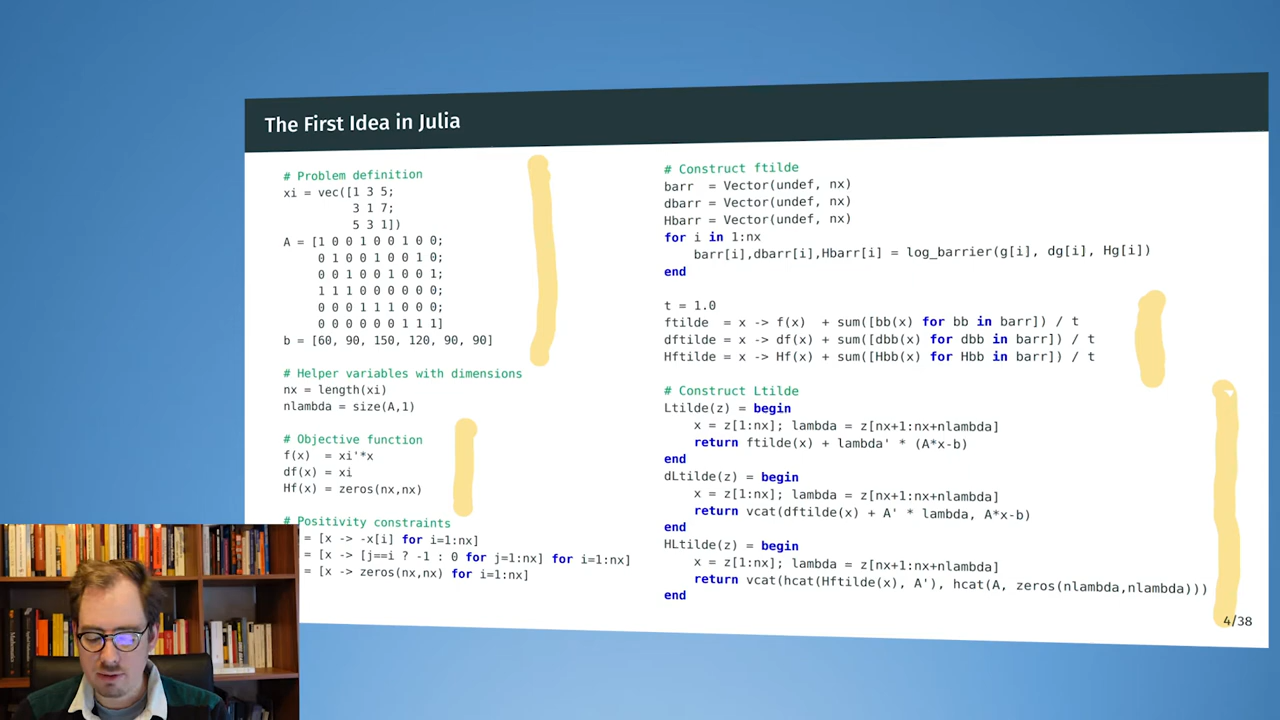 The First Idea in Julia
# Problem definition
xi = vec([1 3 5;
3 1 7;
5 3 1])
A = [1 0 0 1 0 0 1 0 0;
0 1 0 0 1 0 0 1 0;
0 0 1 0 0 1 0 0 1;
1 1 1 0 0 0 0 0 0;
0 0 0 1 1 1 0 0 0;
0 0 0 0 0 0 1 1 1]
b = [60, 90, 150, 120, 90, 90]
# Helper variables with dimensions
nx = length(xi)
nlambda = size(A,1)
# Objective function
f(x) = xi'*x
df(x) = xi
Hf(x) = zeros(nx,nx)
# Positivity constraints
= [x -> -x[i] for i=1:nx]
= [x -> [j==i ? -1 : 0 for j=1:nx] for i=1:nx]
= [x -> zeros(nx,nx) for i=1:nx]
# Construct ftilde
barr = Vector(undef, nx)
dbarr = Vector(undef, nx)
Hbarr = Vector(undef, nx)
for i in 1:nx
barr[i],dbarr[i],Hbarr[i] = log_barrier(g[i], dg[i], Hg[i])
end
t = 1.0
ftilde = x -> f(x) + sum([bb(x) for bb in barr]) / t
dftilde = x -> df(x) + sum([dbb(x) for dbb in barr]) / t
Hftilde = x -> Hf(x) + sum([Hbb(x) for Hbb in barr]) / t
# Construct Ltilde
Ltilde(z) = begin
x = z[1:nx]; lambda = z[nx+1:nx+nlambda]
return ftilde(x) + lambda' * (A*x-b)
end
dLtilde(z) = begin
x = z[1:nx]; lambda = z[nx+1:nx+nlambda]
return vcat(dftilde(x) + A' * lambda, A*x-b)
end
HLtilde(z) = begin
x = z[1:nx]; lambda = z[nx+1:nx+nlambda]
return vcat(hcat(Hftilde(x), A'), hcat(A, zeros(nlambda,nlambda)))
end
4/38